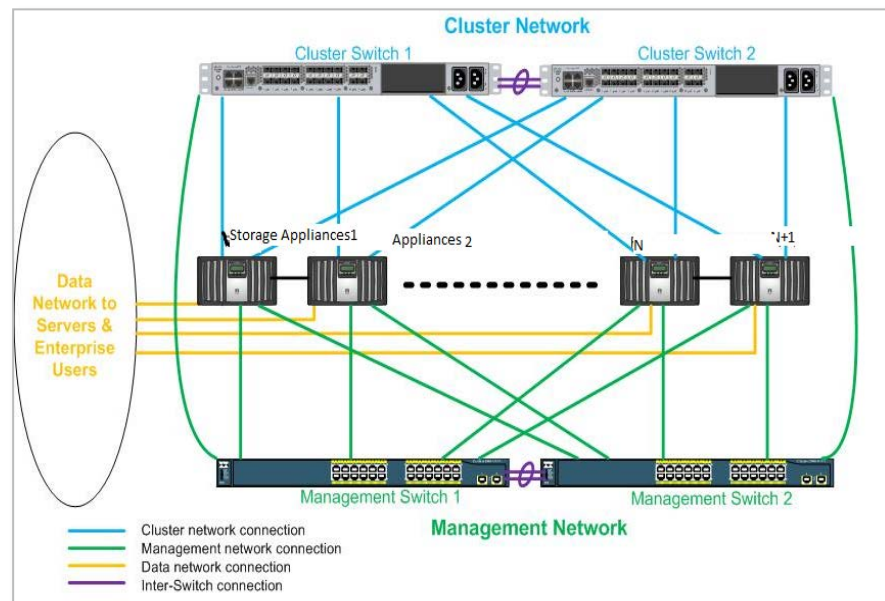 Cluster Network
Cluster Switch 1
Cluster Switch 2
Storage Appliances1
Appliances 2
N
N+1
Data
Network to
Servers &
Enterprise
Users
Management Switch 1
Management Switch 2
Management Network
Cluster network connection
Management network connection
Data network connection
Inter-Switch connection